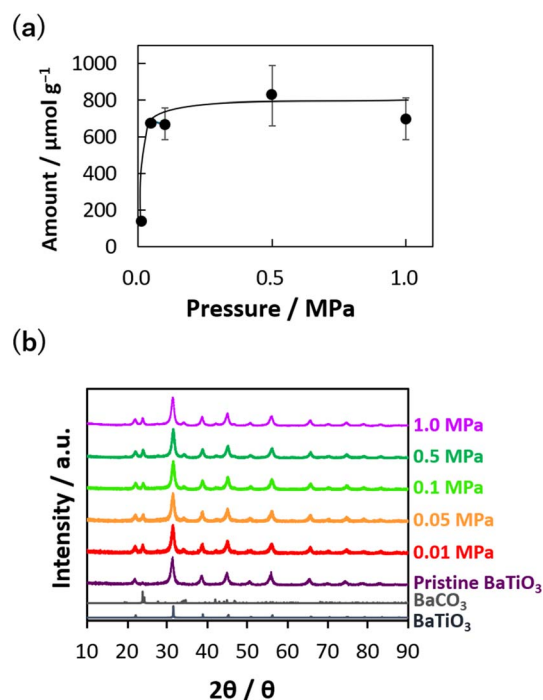 (a)
Amount / μmol g⁻¹
1000
800
600
400
200
0
0.0 0.5 1.0
Pressure / MPa
(b)
Intensity / a.u.
1.0 MPa
0.5 MPa
0.1 MPa
0.05 MPa
0.01 MPa
Pristine BaTiO₃
BaCO₃
BaTiO₃
10 20 30 40 50 60 70 80 90
2θ / θ